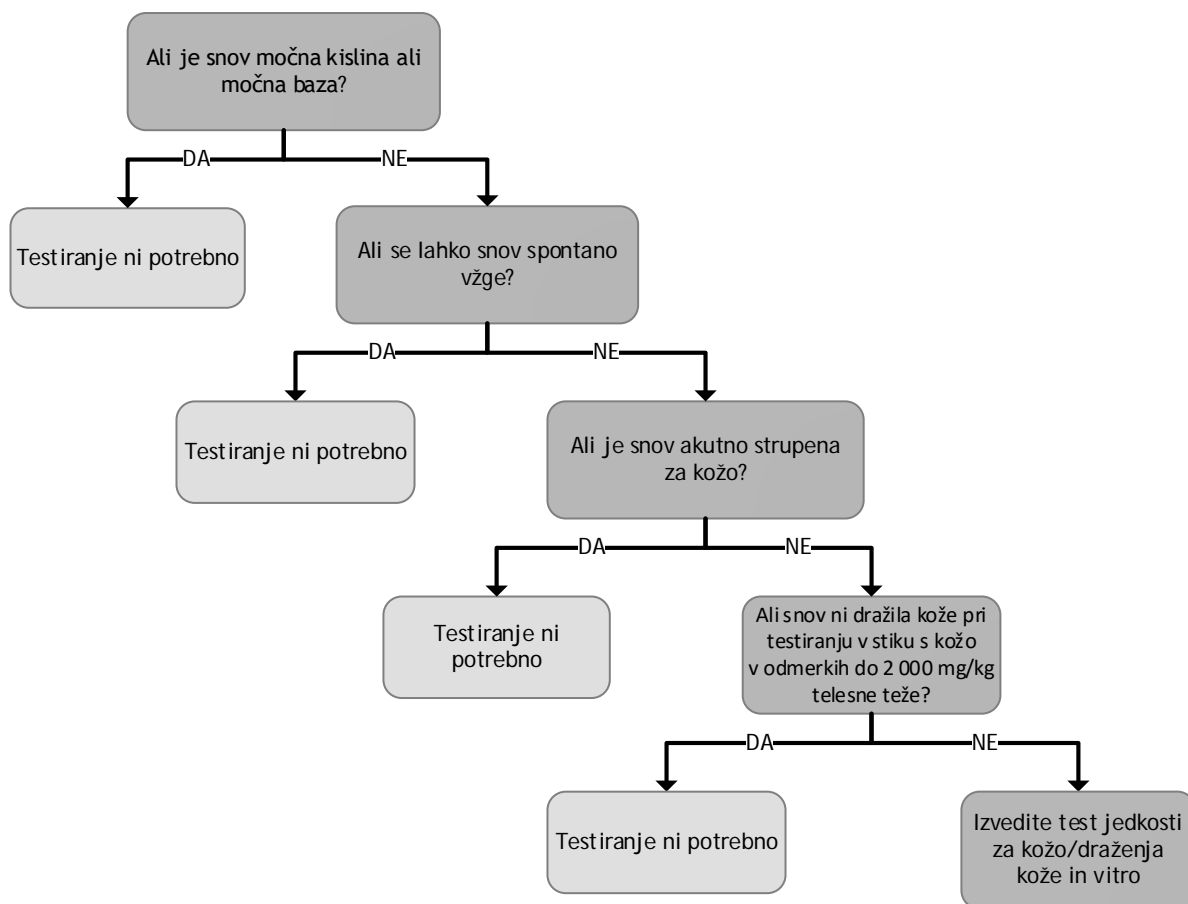 Ali je snov močna kislina ali
močna baza?
DA
NE
Testiranje ni potrebno
Ali se lahko snov spontano
vžge?
DA
NE
Testiranje ni potrebno
Ali je snov akutno strupena
za kožo?
DA
NE
Testiranje ni
potrebno
Ali snov ni dražila kože pri
testiranju v stiku s kožo
v odmerkih do 2 000 mg/kg
telesne teže?
DA
NE
Testiranje ni potrebno
Izvedite test jedkosti
za kožo/draženja
kože in vitro